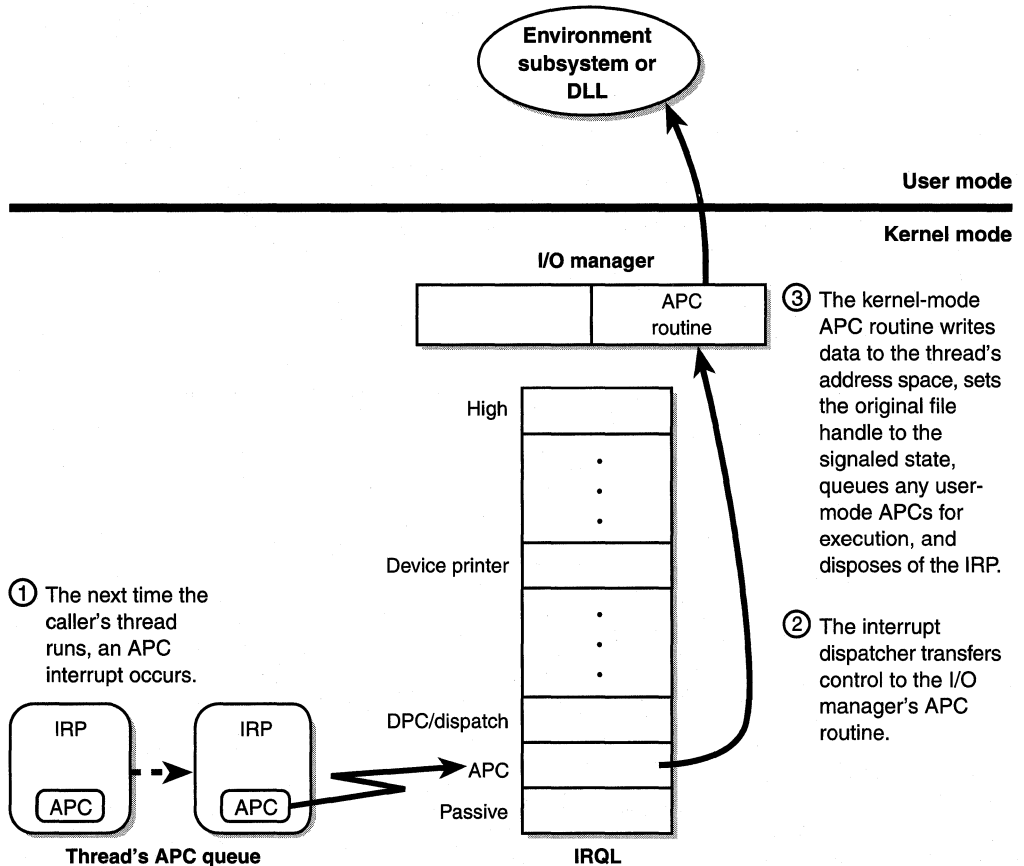 Environment
subsystem or
DLL
User mode
Kernel mode
I/O manager
APC
routine
③ The kernel-mode
APC routine writes
data to the thread's
address space, sets
the original file
handle to the
signaled state,
queues any user-
mode APCs for
execution, and
disposes of the IRP.
High
Device printer
① The next time the
caller's thread
runs, an APC
interrupt occurs.
② The interrupt
dispatcher transfers
control to the I/O
manager's APC
routine.
IRP
APC
IRP
APC
DPC/dispatch
APC
Passive
Thread's APC queue
IRQL